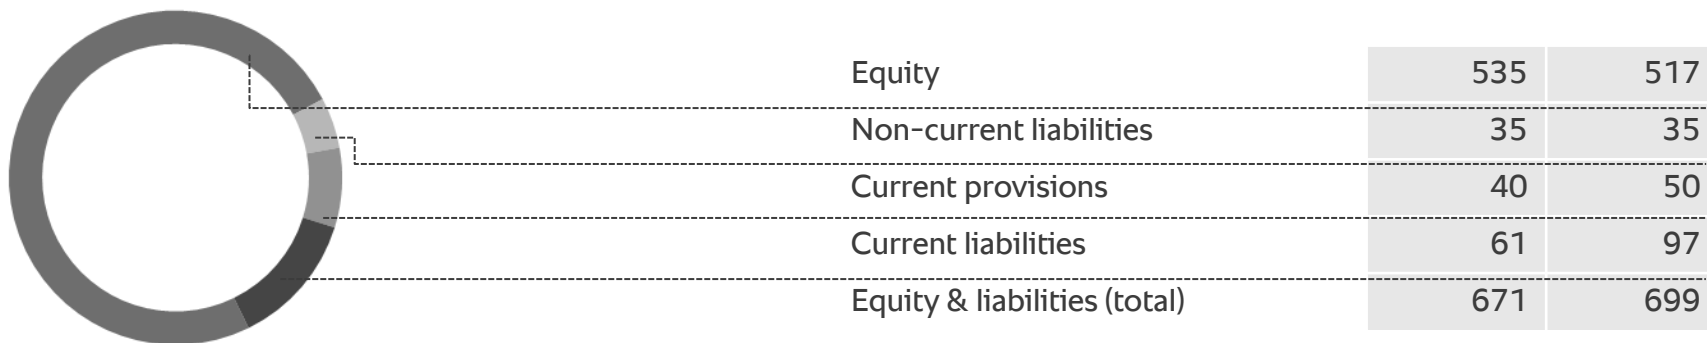 Equity 535 517
Non-current liabilities 35 35
Current provisions 40 50
Current liabilities 61 97
Equity & liabilities (total) 671 699